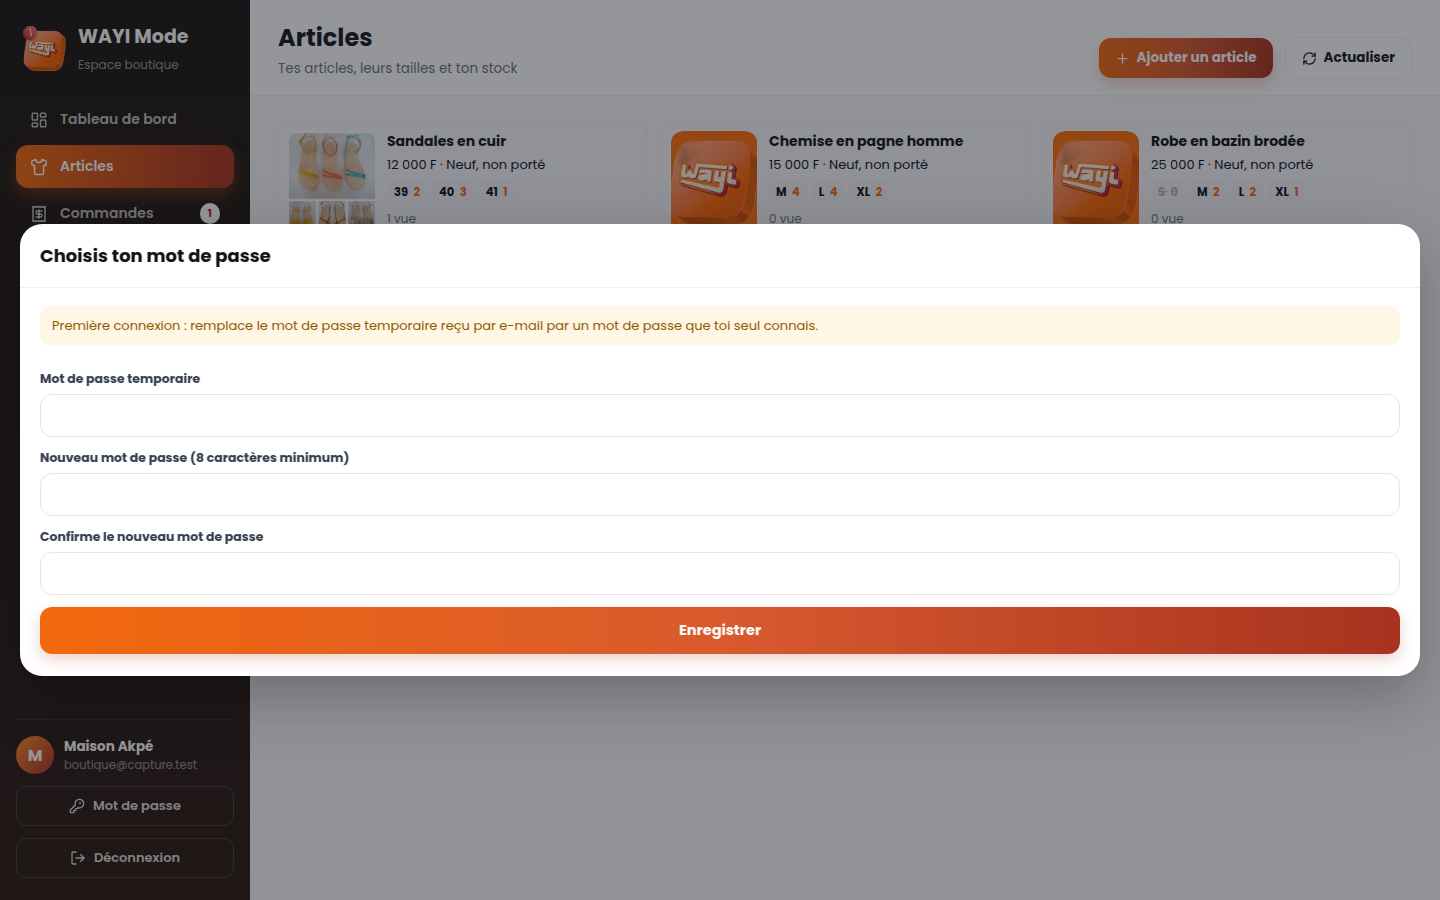 wayi
WAYI Mode
Espace boutique
Tableau de bord
Articles
Commandes
1
Articles
Tes articles, leurs tailles et ton stock
Ajouter un article
Actualiser
Sandales en cuir
12 000 F · Neuf, non porté
39 2 40 3 41 1
1 vue
wayi
Chemise en pagne homme
15 000 F · Neuf, non porté
M 4 L 4 XL 2
0 vue
wayi
Robe en bazin brodée
25 000 F · Neuf, non porté
S 0 M 2 L 2 XL 1
0 vue
Choisis ton mot de passe
Première connexion : remplace le mot de passe temporaire reçu par e-mail par un mot de passe que toi seul connais.
Mot de passe temporaire
Nouveau mot de passe (8 caractères minimum)
Confirme le nouveau mot de passe
Enregistrer
M
Maison Akpé
boutique@capture.test
Mot de passe
Déconnexion